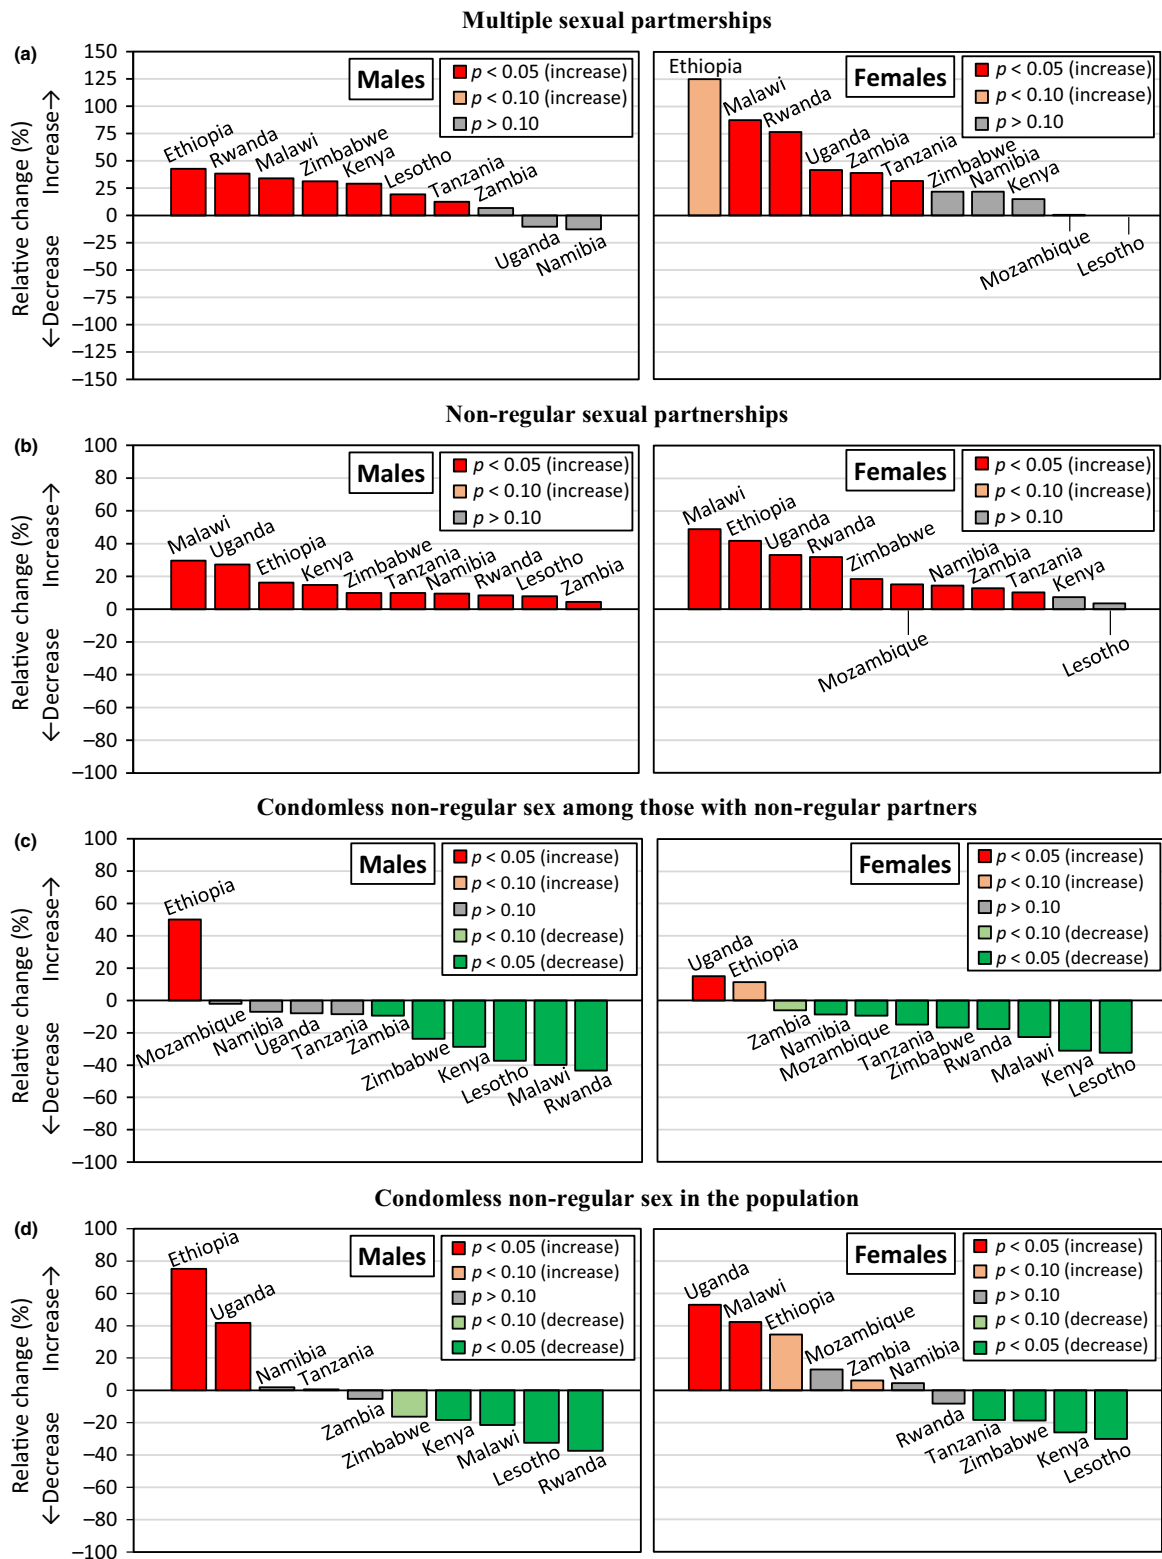 Multiple sexual partmerships
(a)
Relative change (%)
←Decrease Increase→
150
125
100
75
50
25
0
−25
−50
−75
−100
−125
−150
Males
p < 0.05 (increase)
p < 0.10 (increase)
p > 0.10
Ethiopia
Rwanda
Malawi
Zimbabwe
Kenya
Lesotho
Tanzania
Zambia
Uganda
Namibia
Females
p < 0.05 (increase)
p < 0.10 (increase)
p > 0.10
Ethiopia
Malawi
Rwanda
Uganda
Zambia
Tanzania
Zimbabwe
Namibia
Kenya
Mozambique
Lesotho
Non-regular sexual partnerships
(b)
Relative change (%)
←Decrease Increase→
100
80
60
40
20
0
−20
−40
−60
−80
−100
Males
p < 0.05 (increase)
p < 0.10 (increase)
p > 0.10
Malawi
Uganda
Ethiopia
Kenya
Zimbabwe
Tanzania
Namibia
Rwanda
Lesotho
Zambia
Females
p < 0.05 (increase)
p < 0.10 (increase)
p > 0.10
Malawi
Ethiopia
Uganda
Rwanda
Zimbabwe
Mozambique
Namibia
Zambia
Tanzania
Kenya
Lesotho
Condomless non-regular sex among those with non-regular partners
(c)
Relative change (%)
←Decrease Increase→
100
80
60
40
20
0
−20
−40
−60
−80
−100
Males
p < 0.05 (increase)
p < 0.10 (increase)
p > 0.10
p < 0.10 (decrease)
p < 0.05 (decrease)
Ethiopia
Mozambique
Namibia
Uganda
Tanzania
Zambia
Zimbabwe
Kenya
Lesotho
Malawi
Rwanda
Females
p < 0.05 (increase)
p < 0.10 (increase)
p > 0.10
p < 0.10 (decrease)
p < 0.05 (decrease)
Uganda
Ethiopia
Zambia
Namibia
Mozambique
Tanzania
Zimbabwe
Rwanda
Malawi
Kenya
Lesotho
Condomless non-regular sex in the population
(d)
Relative change (%)
←Decrease Increase→
100
80
60
40
20
0
−20
−40
−60
−80
−100
Males
p < 0.05 (increase)
p < 0.10 (increase)
p > 0.10
p < 0.10 (decrease)
p < 0.05 (decrease)
Ethiopia
Uganda
Namibia
Tanzania
Zambia
Zimbabwe
Kenya
Malawi
Lesotho
Rwanda
Females
p < 0.05 (increase)
p < 0.10 (increase)
p > 0.10
p < 0.10 (decrease)
p < 0.05 (decrease)
Uganda
Malawi
Ethiopia
Mozambique
Zambia
Namibia
Rwanda
Tanzania
Zimbabwe
Kenya
Lesotho